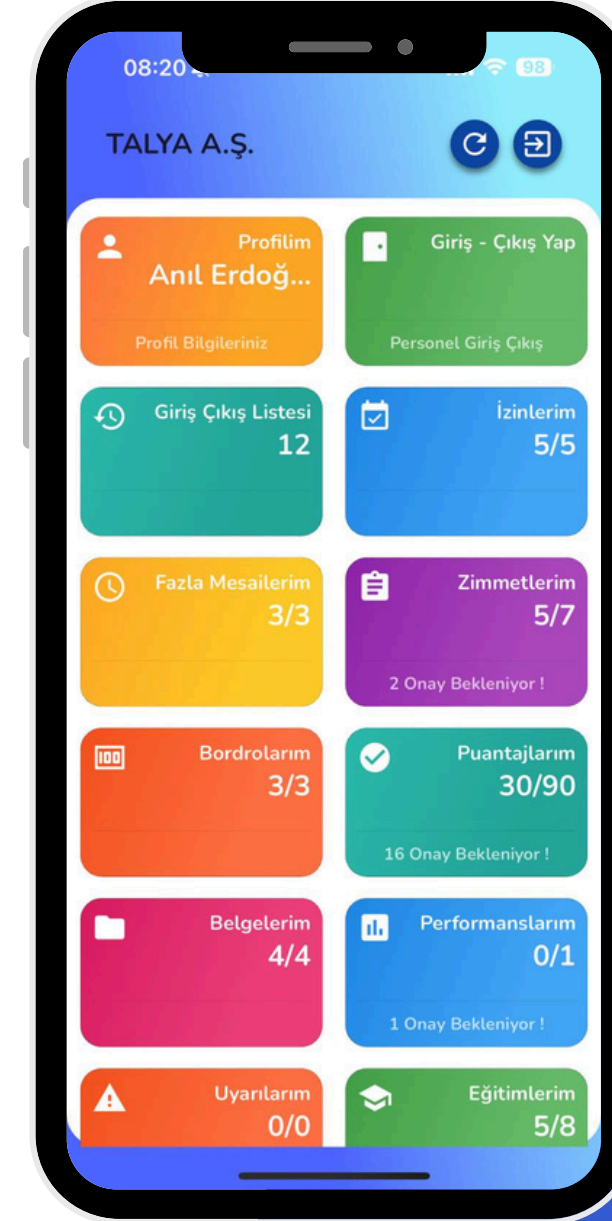 08:20
98
TALYA A.Ş.
Profilim
Anıl Erdoğ...
Profil Bilgileriniz
Giriş - Çıkış Yap
Personel Giriş Çıkış
Giriş Çıkış Listesi
12
İzinlerim
5/5
Fazla Mesailerim
3/3
Zimmetlerim
5/7
2 Onay Bekleniyor !
Bordrolarım
3/3
Puantajlarım
30/90
16 Onay Bekleniyor !
Belgelerim
4/4
Performanslarım
0/1
1 Onay Bekleniyor !
Uyarılarım
0/0
Eğitimlerim
5/8